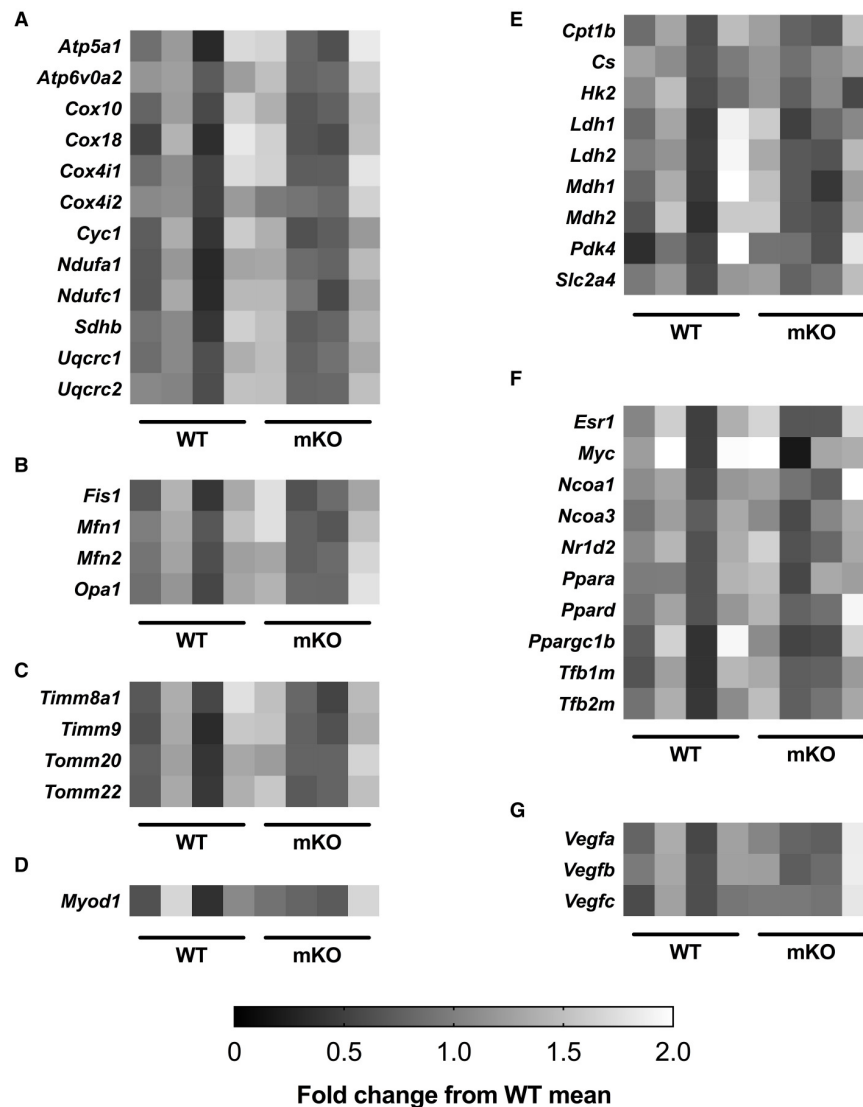 A
Atp5a1
Atp6v0a2
Cox10
Cox18
Cox4i1
Cox4i2
Cyc1
Ndufa1
Ndufc1
Sdhb
Uqcrc1
Uqcrc2
WT mKO
B
Fis1
Mfn1
Mfn2
Opa1
WT mKO
C
Timm8a1
Timm9
Tomm20
Tomm22
WT mKO
D
Myod1
WT mKO
E
Cpt1b
Cs
Hk2
Ldh1
Ldh2
Mdh1
Mdh2
Pdk4
Slc2a4
WT mKO
F
Esr1
Myc
Ncoa1
Ncoa3
Nr1d2
Ppara
Ppard
Ppargc1b
Tfb1m
Tfb2m
WT mKO
G
Vegfa
Vegfb
Vegfc
WT mKO
0 0.5 1.0 1.5 2.0
Fold change from WT mean